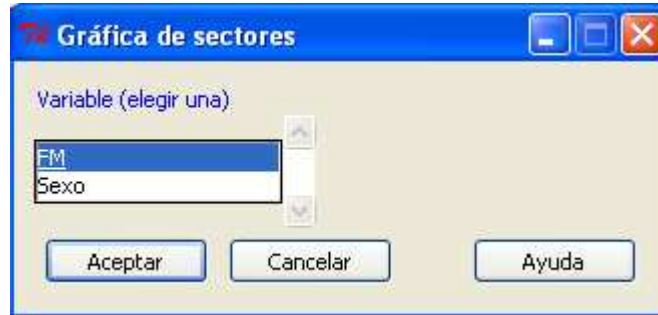 Gráfica de sectores
Variable (elegir una)
FM
Sexo
Aceptar Cancelar Ayuda